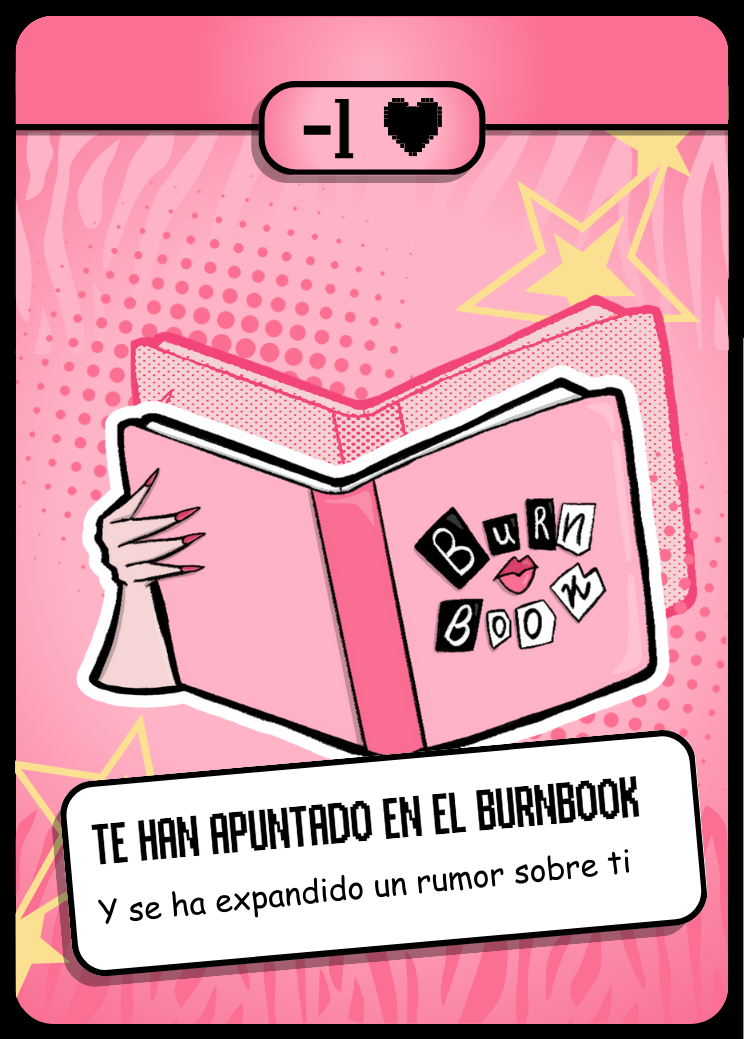 -1
Burn
Book
TE HAN APUNTADO EN EL BURNBOOK
Y se ha expandido un rumor sobre ti